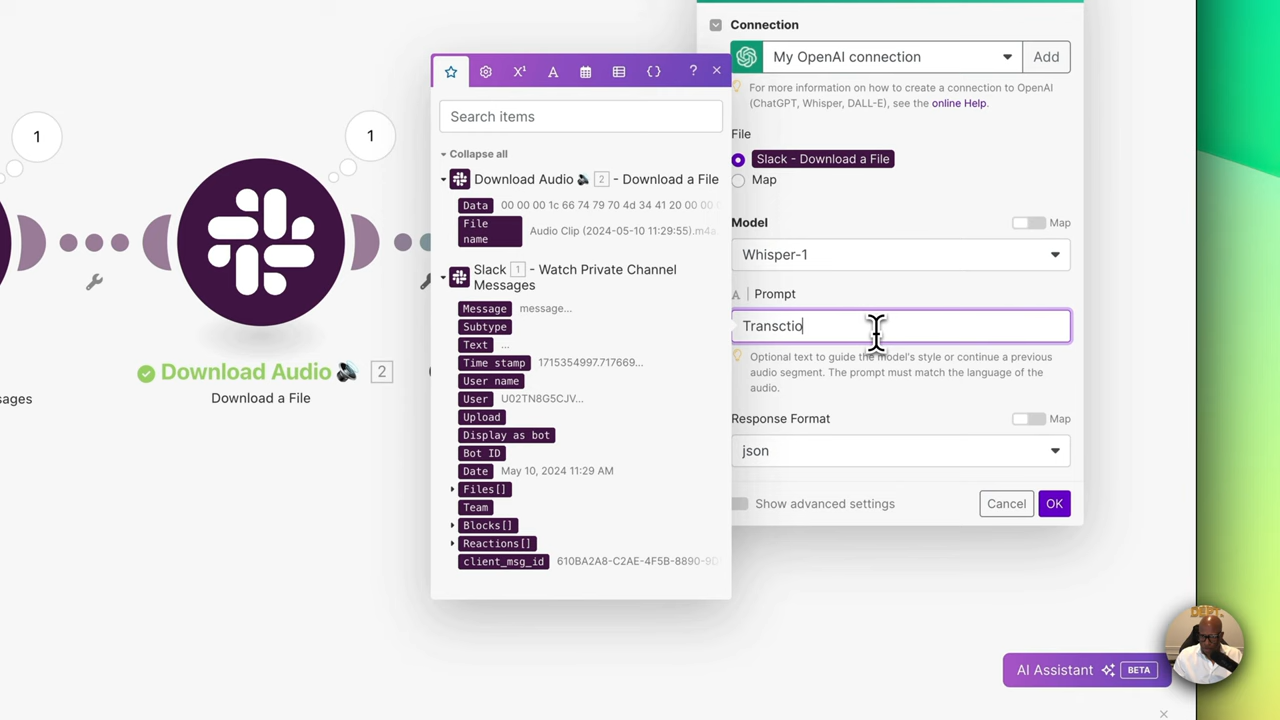 Connection
My OpenAI connection
Add
For more information on how to create a connection to OpenAI
(ChatGPT, Whisper, DALL-E), see the online Help.
File
Slack - Download a File
Map
Model
Map
Whisper-1
A | Prompt
Transctio
Optional text to guide the model's style or continue a previous
audio segment. The prompt must match the language of the
audio.
Response Format
Map
json
Show advanced settings
Cancel
OK
X¹
A
{}
?
Search items
Collapse all
Download Audio 🔉 2 - Download a File
Data 00 00 00 1c 66 74 79 70 4d 34 41 20 00 00
File
name
Audio Clip (2024-05-10 11:29:55).m4a
Slack 1 - Watch Private Channel
Messages
Message message...
Subtype
Text ...
Time stamp 1715354997.717669...
User name
User U02TN8G5CJV...
Upload
Display as bot
Bot ID
Date May 10, 2024 11:29 AM
Files[]
Team
Blocks[]
Reactions[]
client_msg_id 610BA2A8-C2AE-4F5B-8890-9D
1
1
Download Audio 🔉 2
Download a File
sages
AI Assistant BETA